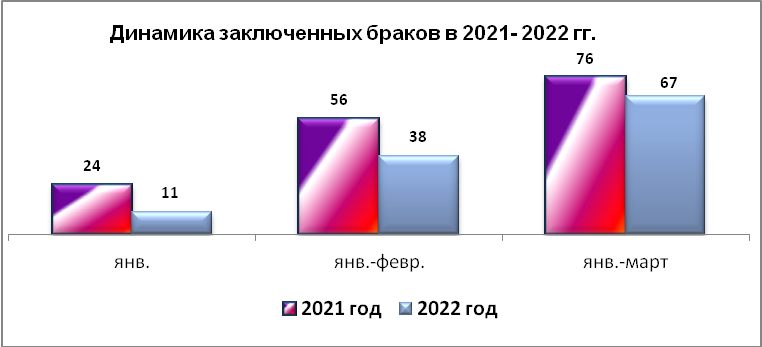 Динамика заключенных браков в 2021- 2022 гг.
76
67
56
38
24
11
янв.
янв.-февр.
янв.-март
2021 год
2022 год